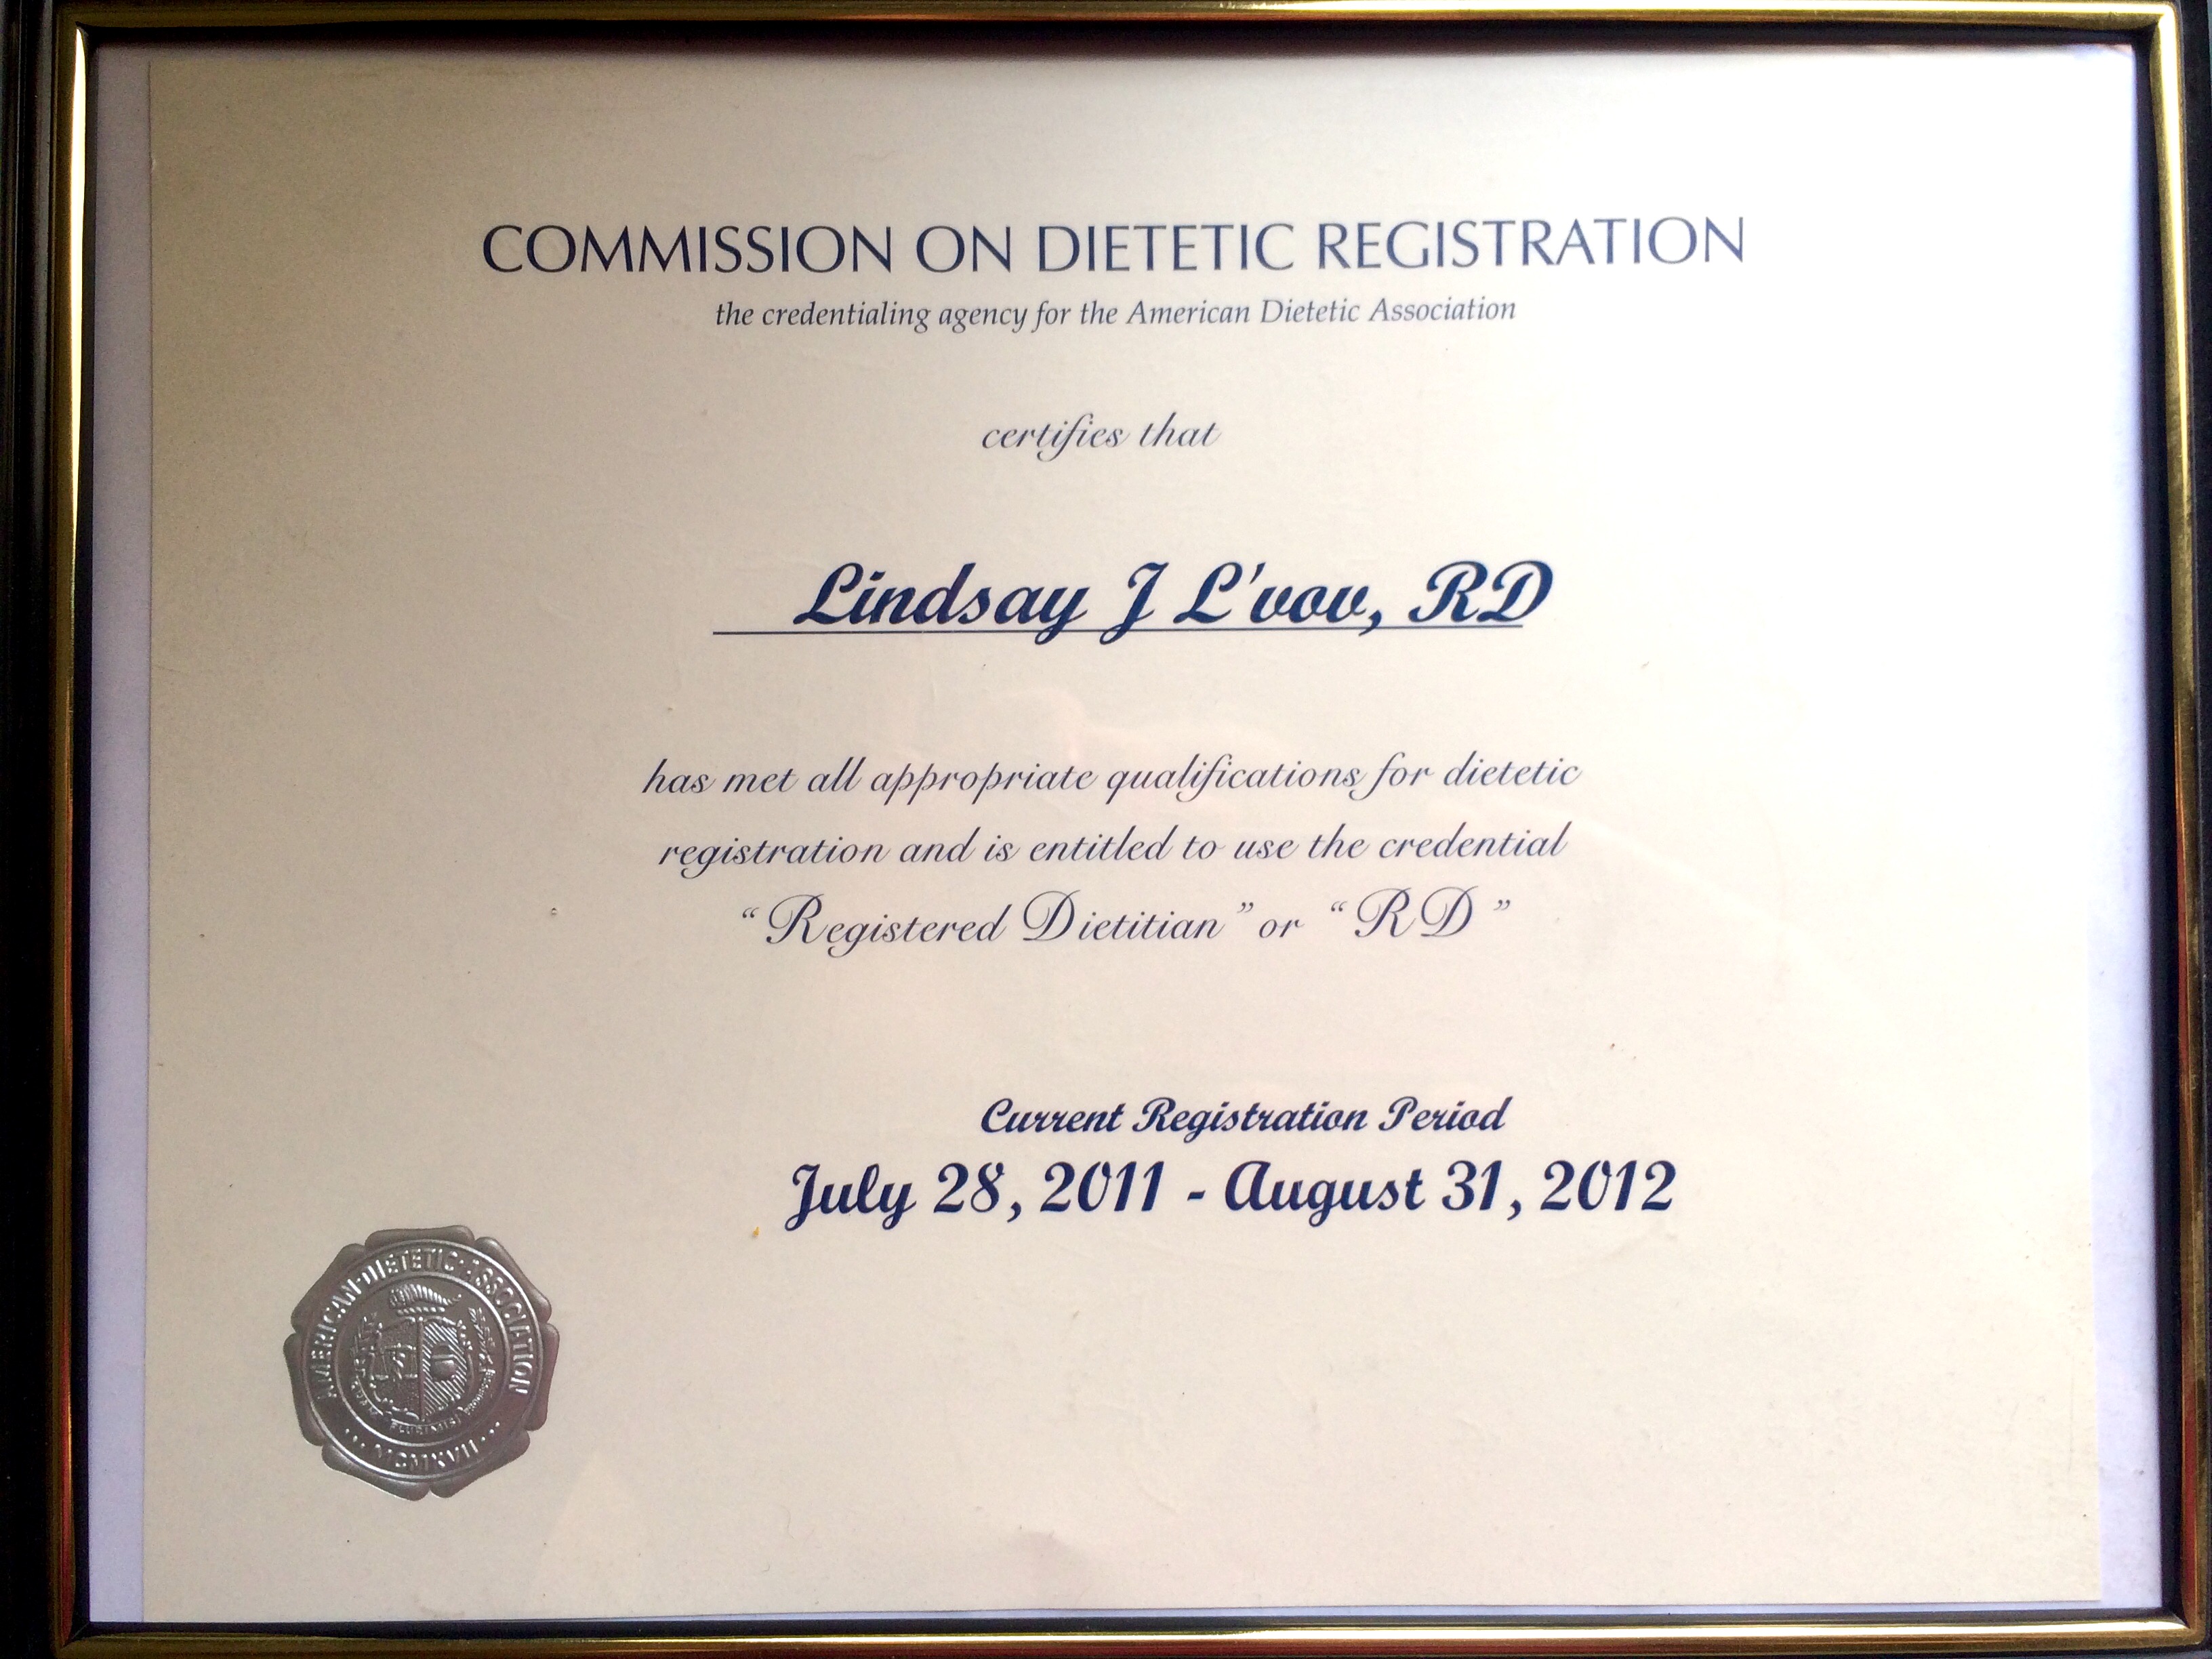 COMMISSION ON DIETETIC REGISTRATION
the credentialing agency for the American Dietetic Association
certifies that
Lindsay J L'vov, RD
has met all appropriate qualifications for dietetic
registration and is entitled to use the credential
“Registered Dietitian” or “RD”
Current Registration Period
July 28, 2011 - August 31, 2012
AMERICAN·DIETETIC·ASSOCIATION
MCMXVII